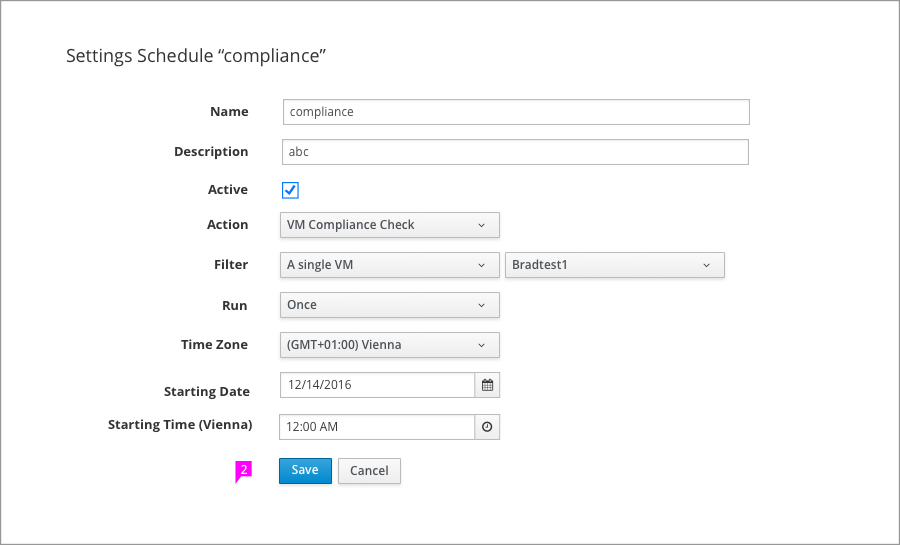 Settings Schedule “compliance”
Name compliance
Description abc
Active
Action VM Compliance Check
Filter A single VM Bradtest1
Run Once
Time Zone (GMT+01:00) Vienna
Starting Date 12/14/2016
Starting Time (Vienna) 12:00 AM
2 Save Cancel